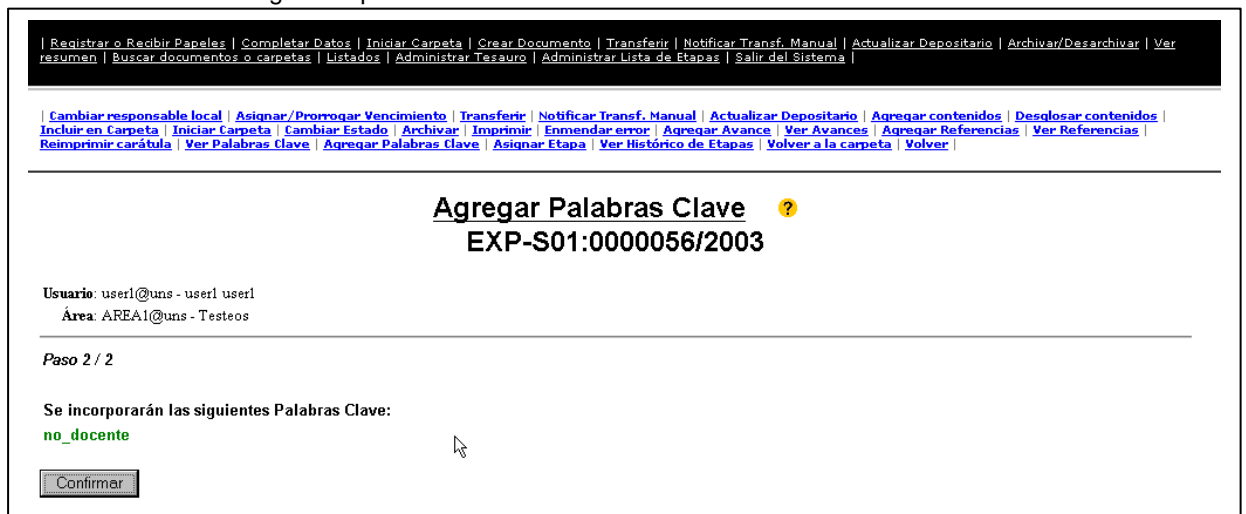 | Registrar o Recibir Papeles | Completar Datos | Iniciar Carpeta | Crear Documento | Transferir | Notificar Transf. Manual | Actualizar Depositario | Archivar/Desarchivar | Ver
resumen | Buscar documentos o carpetas | Listados | Administrar Tesauro | Administrar Lista de Etapas | Salir del Sistema |
| Cambiar responsable local | Asignar/Prorrogar Vencimiento | Transferir | Notificar Transf. Manual | Actualizar Depositario | Agregar contenidos | Desglosar contenidos |
Incluir en Carpeta | Iniciar Carpeta | Cambiar Estado | Archivar | Imprimir | Enmendar error | Agregar Avance | Ver Avances | Agregar Referencias | Ver Referencias |
Reimprimir carátula | Ver Palabras Clave | Agregar Palabras Clave | Asignar Etapa | Ver Histórico de Etapas | Volver a la carpeta | Volver |
Agregar Palabras Clave ?
EXP-S01:0000056/2003
Usuario: user1@uns - user1 user1
Área: AREA1@uns - Testeos
Paso 2 / 2
Se incorporarán las siguientes Palabras Clave:
no_docente
Confirmar